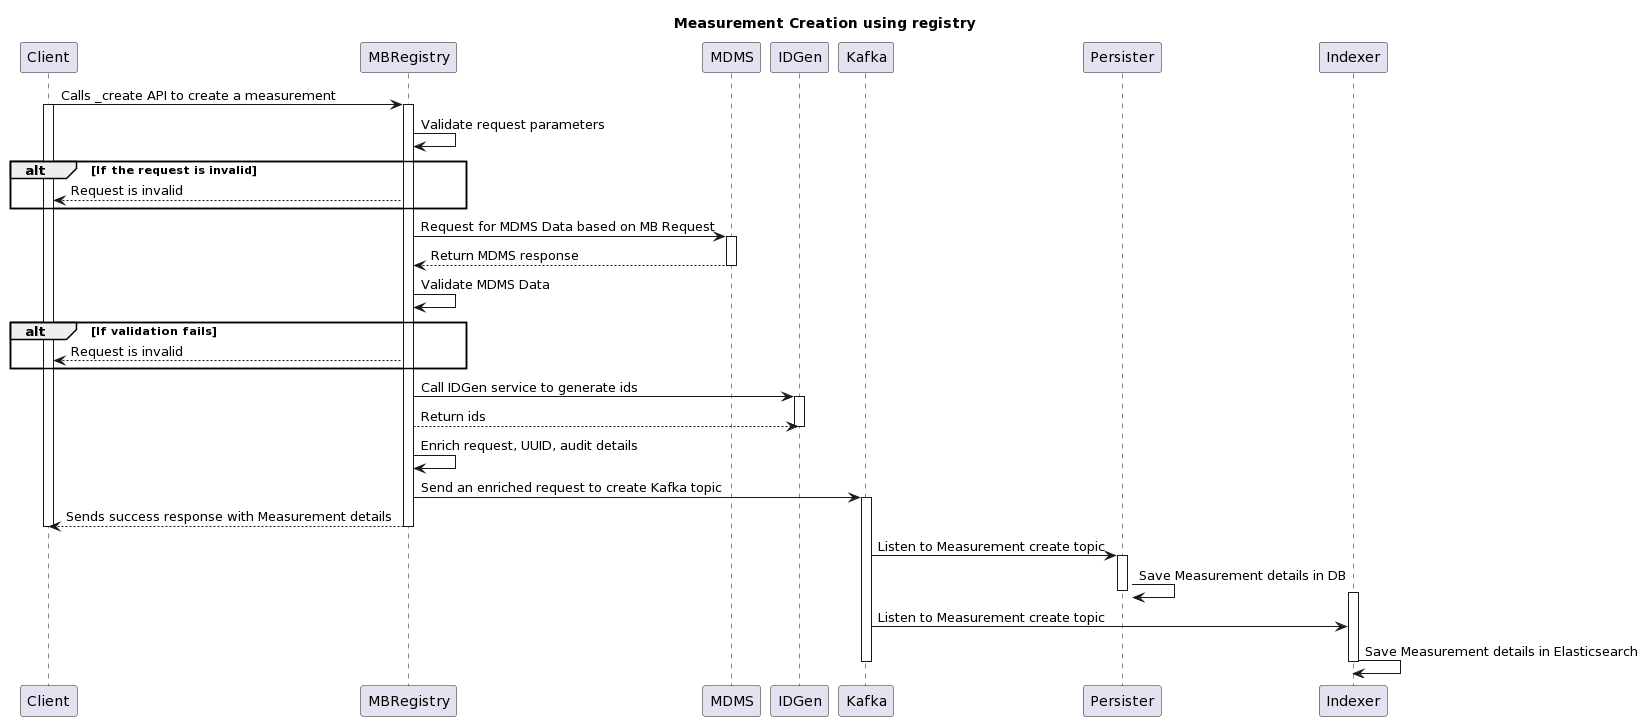 Measurement Creation using registry
Client MBRegistry MDMS IDGen Kafka Persister Indexer
Calls _create API to create a measurement
Validate request parameters
alt [If the request is invalid]
Request is invalid
Request for MDMS Data based on MB Request
Return MDMS response
Validate MDMS Data
alt [If validation fails]
Request is invalid
Call IDGen service to generate ids
Return ids
Enrich request, UUID, audit details
Send an enriched request to create Kafka topic
Sends success response with Measurement details
Listen to Measurement create topic
Save Measurement details in DB
Listen to Measurement create topic
Save Measurement details in Elasticsearch
Client MBRegistry MDMS IDGen Kafka Persister Indexer